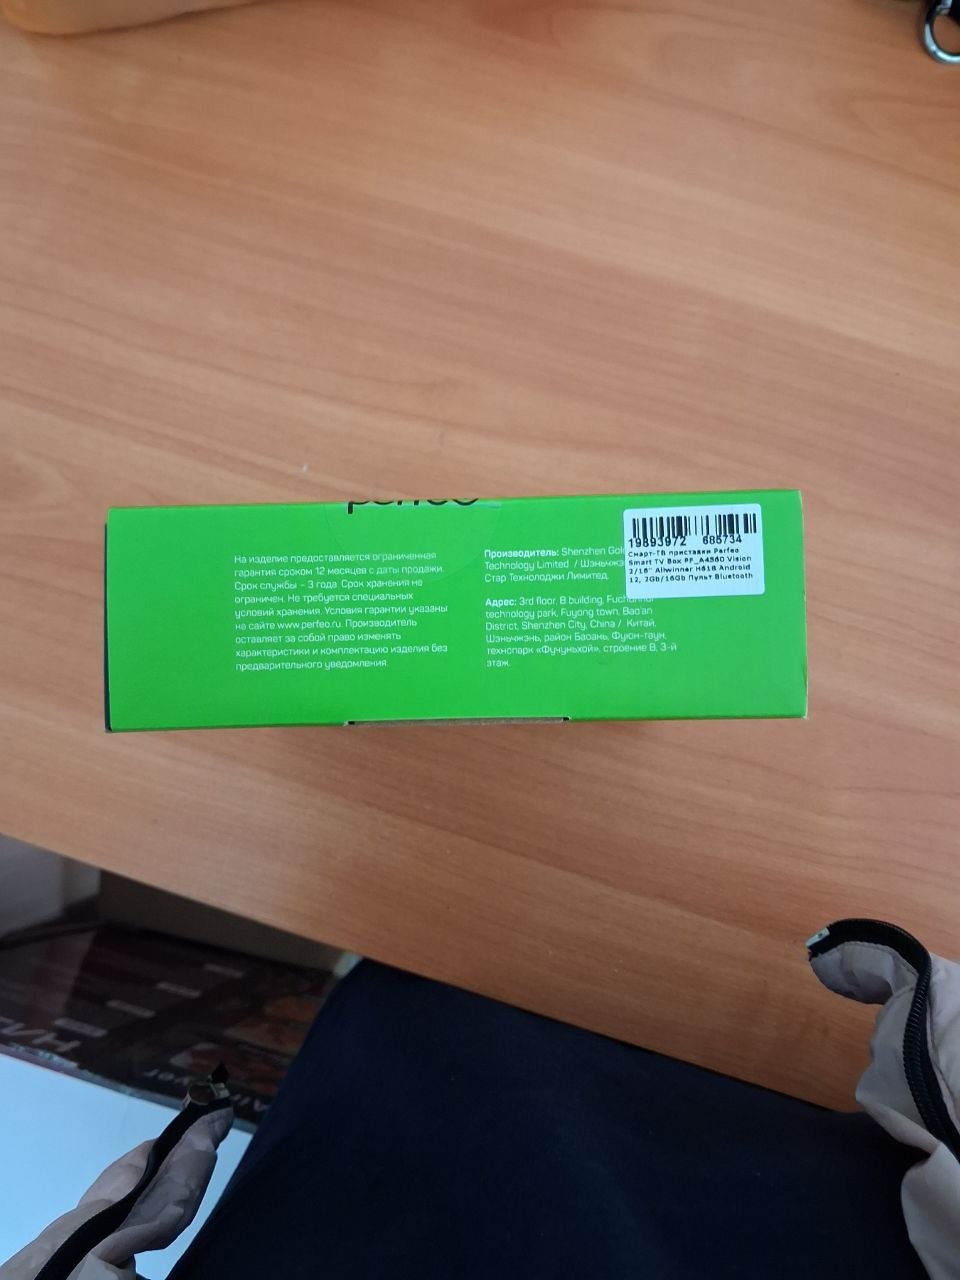 perfeo
На изделие предоставляется ограниченная
гарантия сроком 12 месяцев с даты продажи.
Срок службы – 3 года. Срок хранения не
ограничен. Не требуется специальных
условий хранения. Условия гарантии указаны
на сайте www.perfeo.ru. Производитель
оставляет за собой право изменять
характеристики и комплектацию изделия без
предварительного уведомления.
Производитель: Shenzhen
Technology Limited /
Стар Технолоджи Лимитед.
Адрес: 3rd floor, B building,
technology park, Fuyong town, Bao'an
District, Shenzhen City, China / Китай,
Шэньчжэнь, район Баоань, Фуюн-таун,
технопарк «Фучуньхой», строение В, 3-й
этаж.
19893972 685734
Смарт-ТВ приставки Perfeo
Smart TV Box PF_A4560 Vision
2/16" Allwinner H618 Android
12, 2Gb/16Gb Пульт Bluetooth